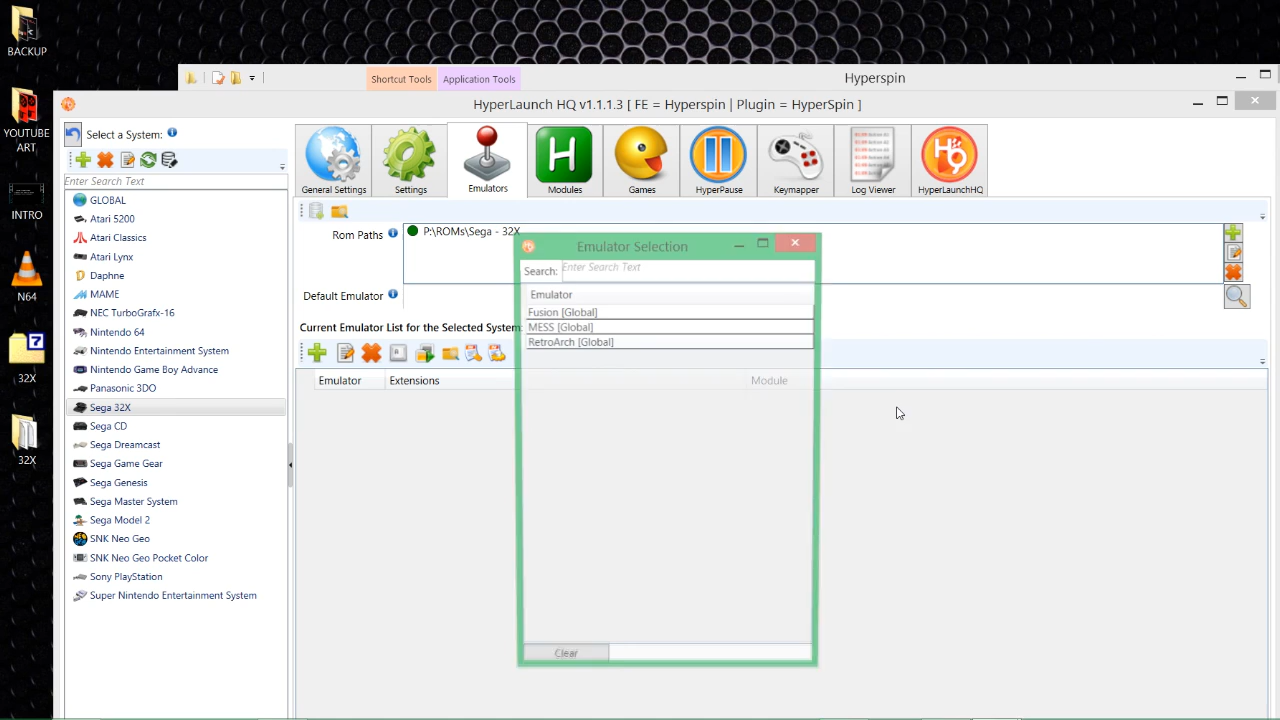 BACKUP
YOUTUBE
ART
INTRO
N64
7
32X
32X
Shortcut Tools Application Tools Hyperspin
HyperLaunch HQ v1.1.1.3 [ FE = Hyperspin | Plugin = HyperSpin ]
Select a System:
Enter Search Text
GLOBAL
Atari 5200
Atari Classics
Atari Lynx
Daphne
MAME
NEC TurboGrafx-16
Nintendo 64
Nintendo Entertainment System
Nintendo Game Boy Advance
Panasonic 3DO
Sega 32X
Sega CD
Sega Dreamcast
Sega Game Gear
Sega Genesis
Sega Master System
Sega Model 2
SNK Neo Geo
SNK Neo Geo Pocket Color
Sony PlayStation
Super Nintendo Entertainment System
General Settings Settings Emulators Modules Games HyperPau Keymapper Log Viewer HyperLaunchHQ
Rom Paths P:\ROMs\Sega - 32X
Default Emulator
Current Emulator List for the Selected System:
Emulator Extensions Module
Emulator Selection
Search: Enter Search Text
Emulator
Fusion [Global]
MESS [Global]
RetroArch [Global]
Clear